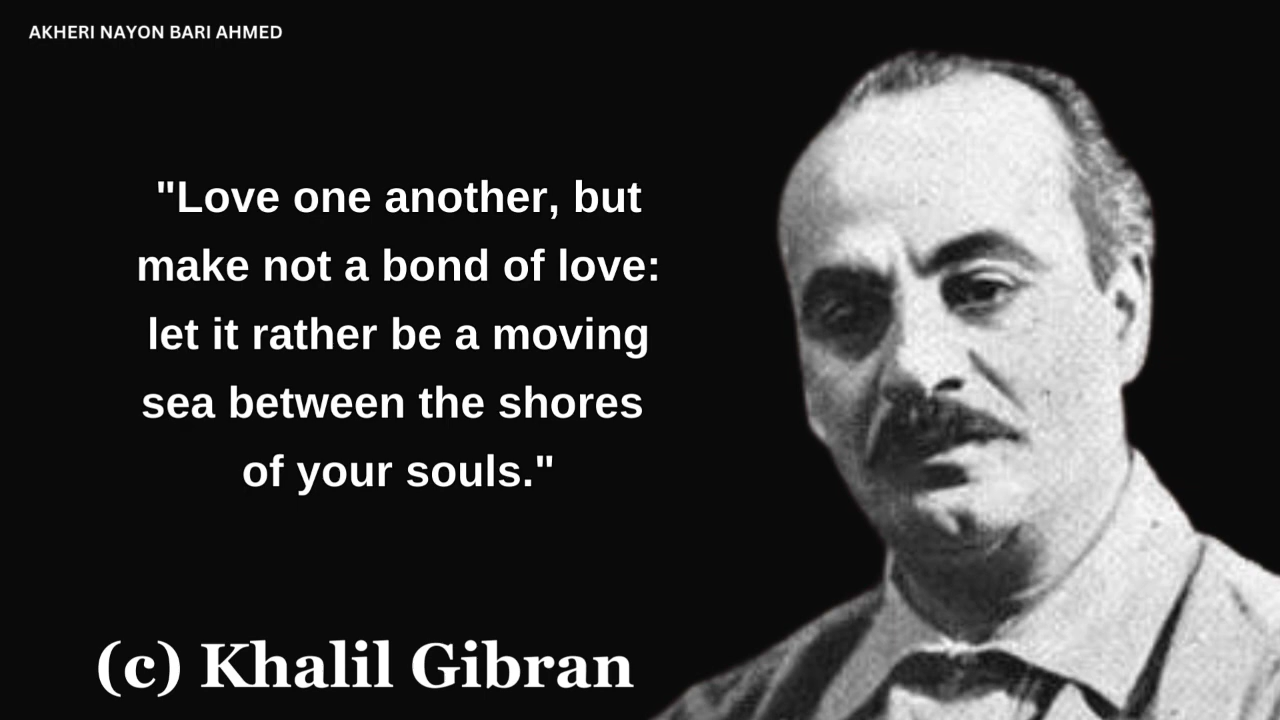 AKHERI NAYON BARI AHMED
"Love one another, but
make not a bond of love:
let it rather be a moving
sea between the shores
of your souls."
(c) Khalil Gibran